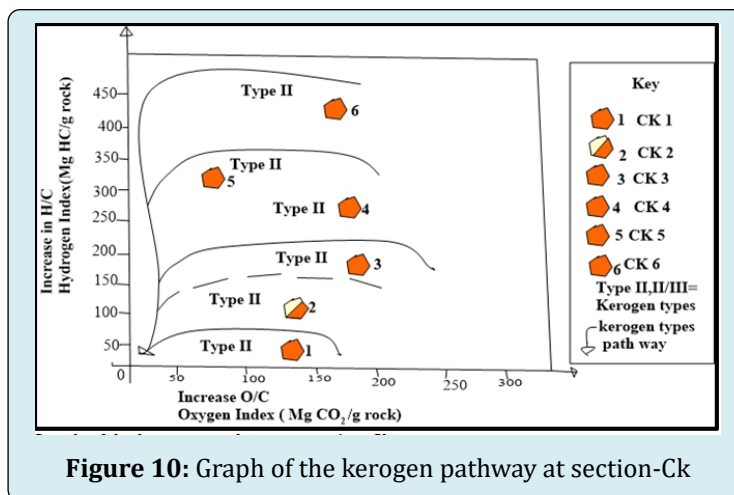 Increase in H/C
Hydrogen Index(Mg HC/g rock)
450
400
350
300
250
200
150
100
50
0
50
100
150
200
250
300
Type II
6
Type II
5
Type II
4
Type II
3
Type II
2
Type II
1
Increase O/C
Oxygen Index ( Mg CO2/g rock)
Key
1 CK 1
2 CK 2
3 CK 3
4 CK 4
5 CK 5
6 CK 6
Type II,II/III=
Kerogen types
kerogen types
path way
Figure 10: Graph of the kerogen pathway at section-Ck